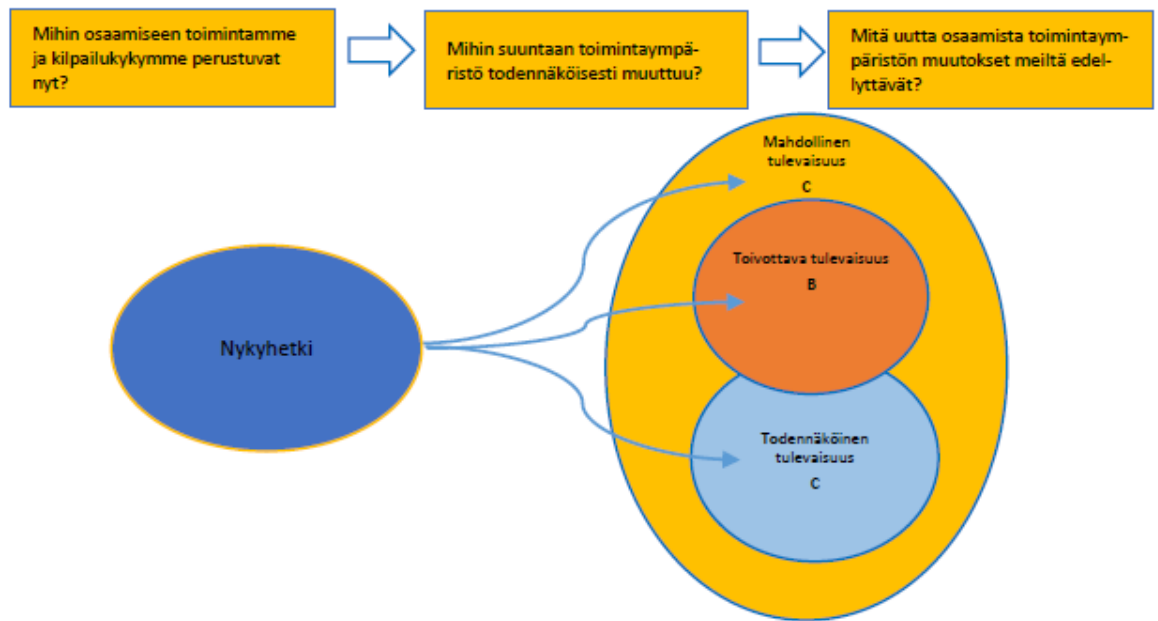 Mihin osaamiseen toimintamme
ja kilpailukykymme perustuvat
nyt?
Mihin suuntaan toimintaympä-
ristö todennäköisesti muuttuu?
Mitä uutta osaamista toimintaym-
päristön muutokset meiltä edel-
lyttävät?
Mahdollinen
tulevaisuus
C
Toivottava tulevaisuus
B
Nykyhetki
Todennäköinen
tulevaisuus
C